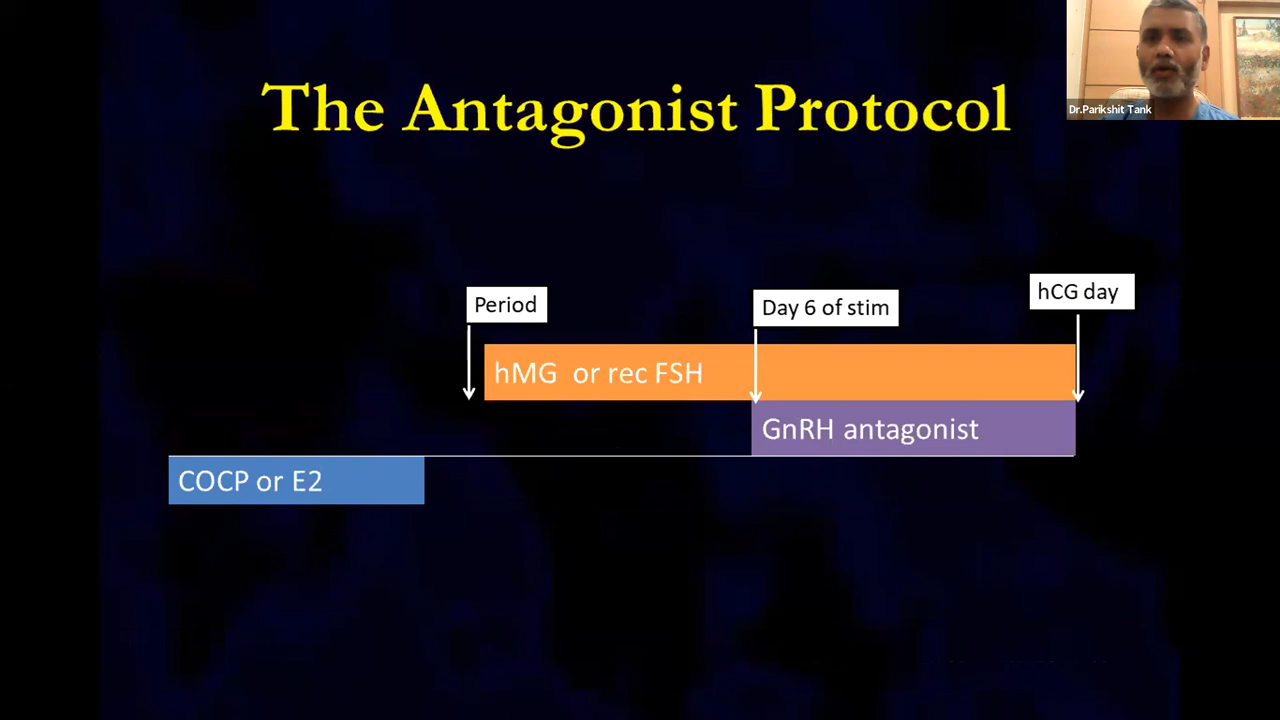 Dr.Parikshit Tank
The Antagonist Protocol
Period
Day 6 of stim
hCG day
hMG or rec FSH
GnRH antagonist
COCP or E2